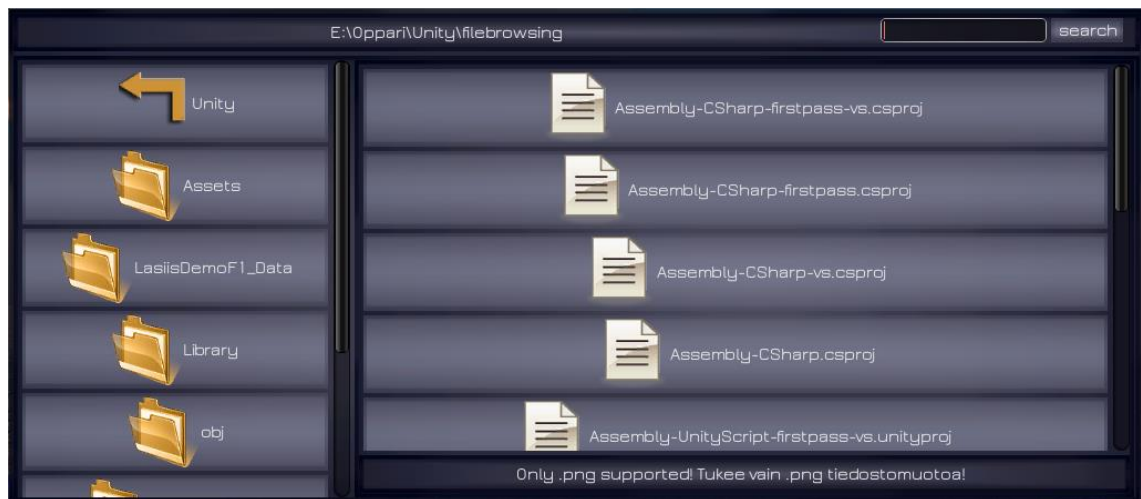 E:\Oppari\Unity\filebrowsing
search
Unity
Assets
LasiisDemoF1_Data
Library
obj
Assembly-CSharp-firstpass-vs.csproj
Assembly-CSharp-firstpass.csproj
Assembly-CSharp-vs.csproj
Assembly-CSharp.csproj
Assembly-UnityScript-firstpass-vs.unityproj
Only .png supported! Tukee vain .png tiedostomuotoa!